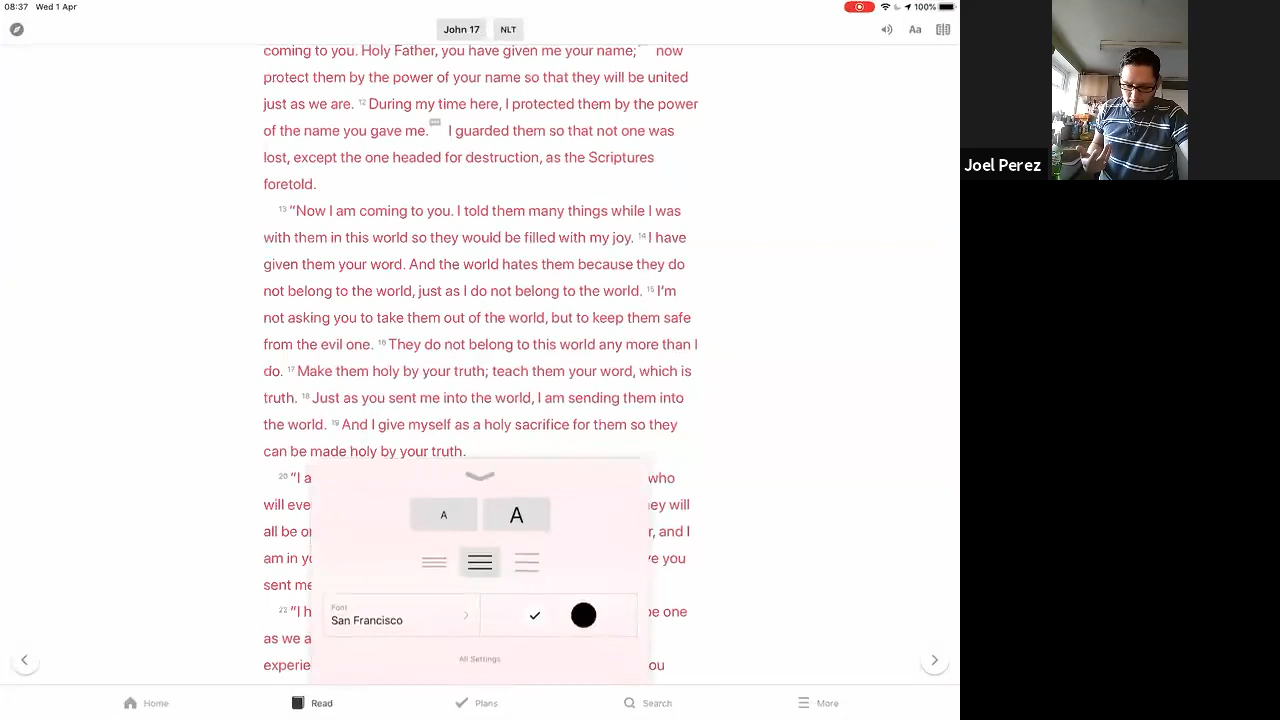 08:37 Wed 1 Apr
100%
John 17 NLT
Aa
coming to you. Holy Father, you have given me your name; now
protect them by the power of your name so that they will be united
just as we are. 12 During my time here, I protected them by the power
of the name you gave me. I guarded them so that not one was
lost, except the one headed for destruction, as the Scriptures
foretold.
13 “Now I am coming to you. I told them many things while I was
with them in this world so they would be filled with my joy. 14 I have
given them your word. And the world hates them because they do
not belong to the world, just as I do not belong to the world. 15 I’m
not asking you to take them out of the world, but to keep them safe
from the evil one. 16 They do not belong to this world any more than I
do. 17 Make them holy by your truth; teach them your word, which is
truth. 18 Just as you sent me into the world, I am sending them into
the world. 19 And I give myself as a holy sacrifice for them so they
can be made holy by your truth.
20 “I a who
will eve ey will
all be o r, and I
am in yo ve you
sent me
22 “I h be one
as we a
experie ou
A A
Font
San Francisco
All Settings
Home Read Plans Search More
Joel Perez